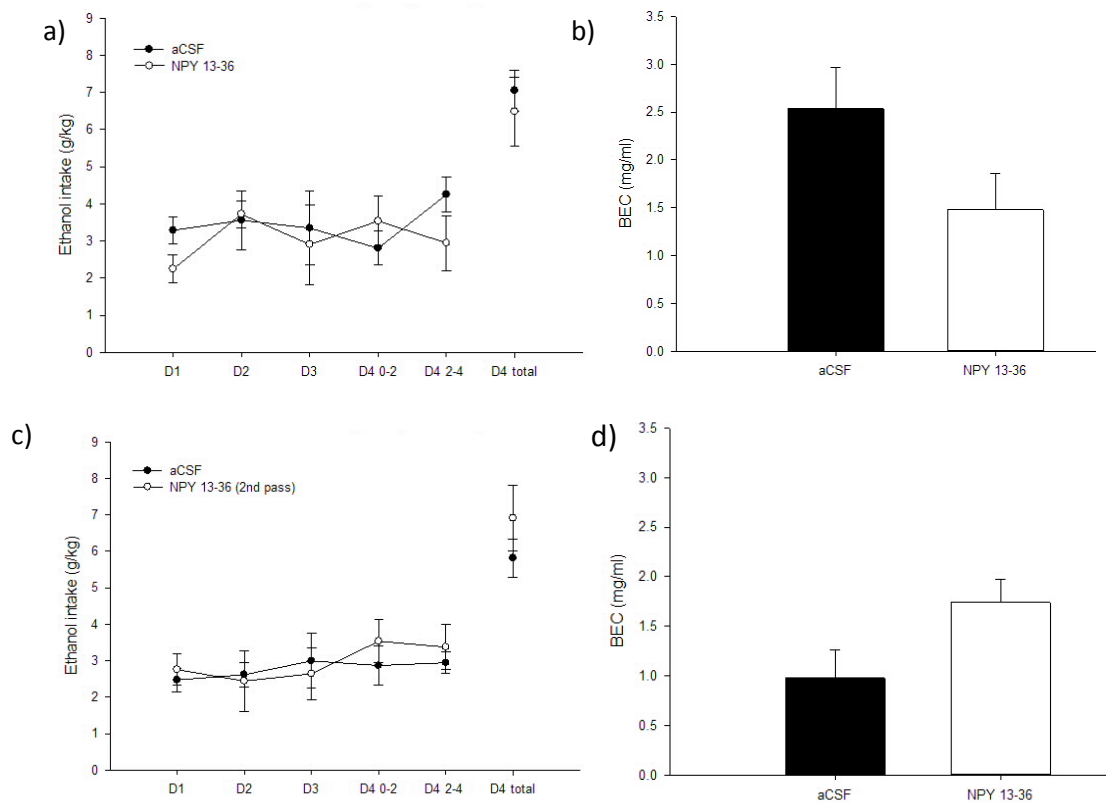 a)
9
8
7
6
5
4
3
2
1
0
Ethanol intake (g/kg)
aCSF
NPY 13-36
D1 D2 D3 D4 0-2 D4 2-4 D4 total
b)
3.5
3.0
2.5
2.0
1.5
1.0
0.5
0.0
BEC (mg/ml)
aCSF NPY 13-36
c)
9
8
7
6
5
4
3
2
1
0
Ethanol intake (g/kg)
aCSF
NPY 13-36 (2nd pass)
D1 D2 D3 D4 0-2 D4 2-4 D4 total
d)
3.5
3.0
2.5
2.0
1.5
1.0
0.5
0.0
BEC (mg/ml)
aCSF NPY 13-36